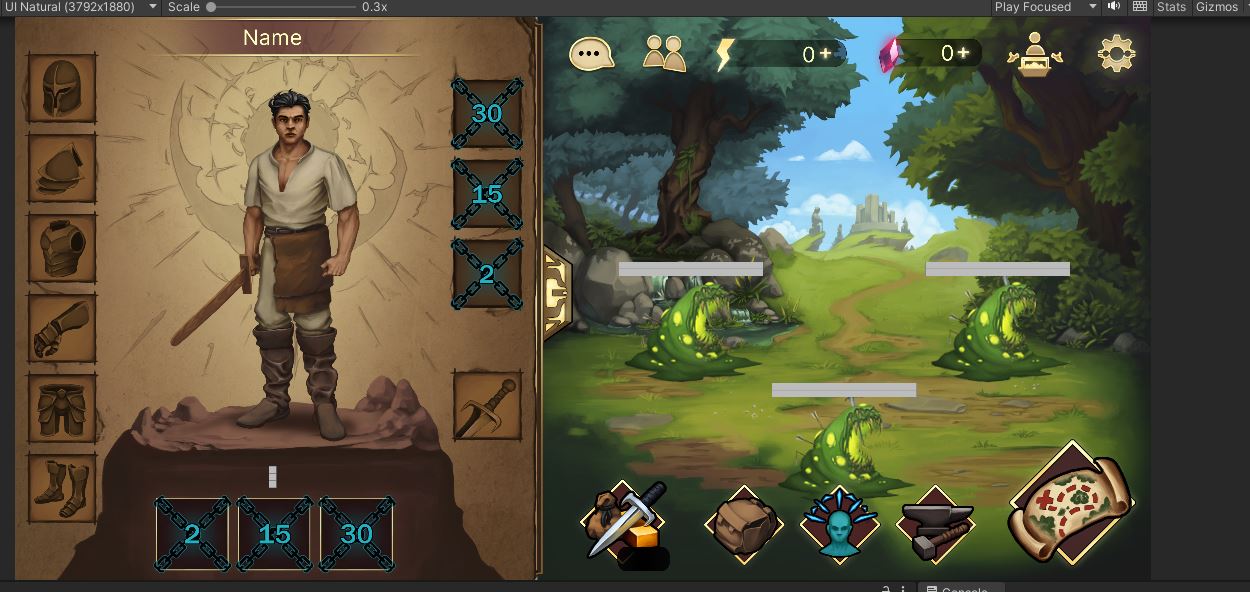 UI Natural (3792x1880)
Scale
0.3x
Play Focused
Stats
Gizmos
Name
0+
0+
30
15
2
2
15
30
Console